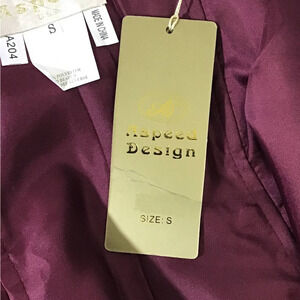 MADE IN CHINA
S
A204
Aspeed
Design
SIZE: S